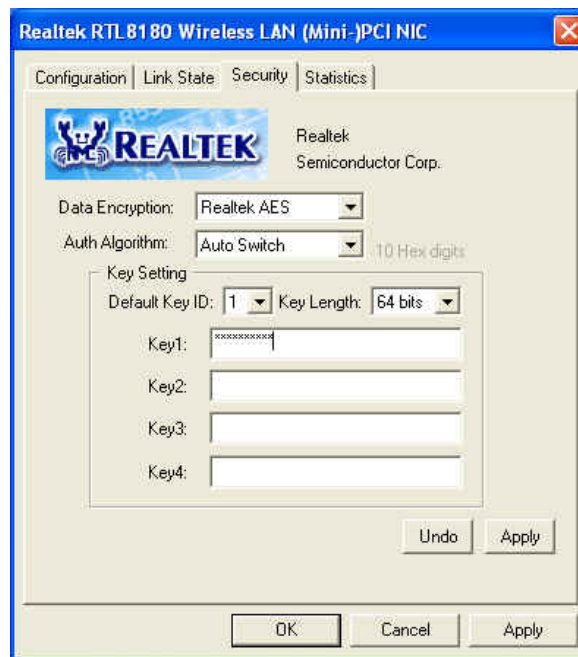 Realtek RTL8180 Wireless LAN (Mini-)PCI NIC
Configuration Link State Security Statistics
REALTEK
Realtek
Semiconductor Corp.
Data Encryption: Realtek AES
Auth Algorithm: Auto Switch 10 Hex digits
Key Setting
Default Key ID: 1 Key Length: 64 bits
Key1: xxxxxxxxxx
Key2:
Key3:
Key4:
Undo Apply
OK Cancel Apply